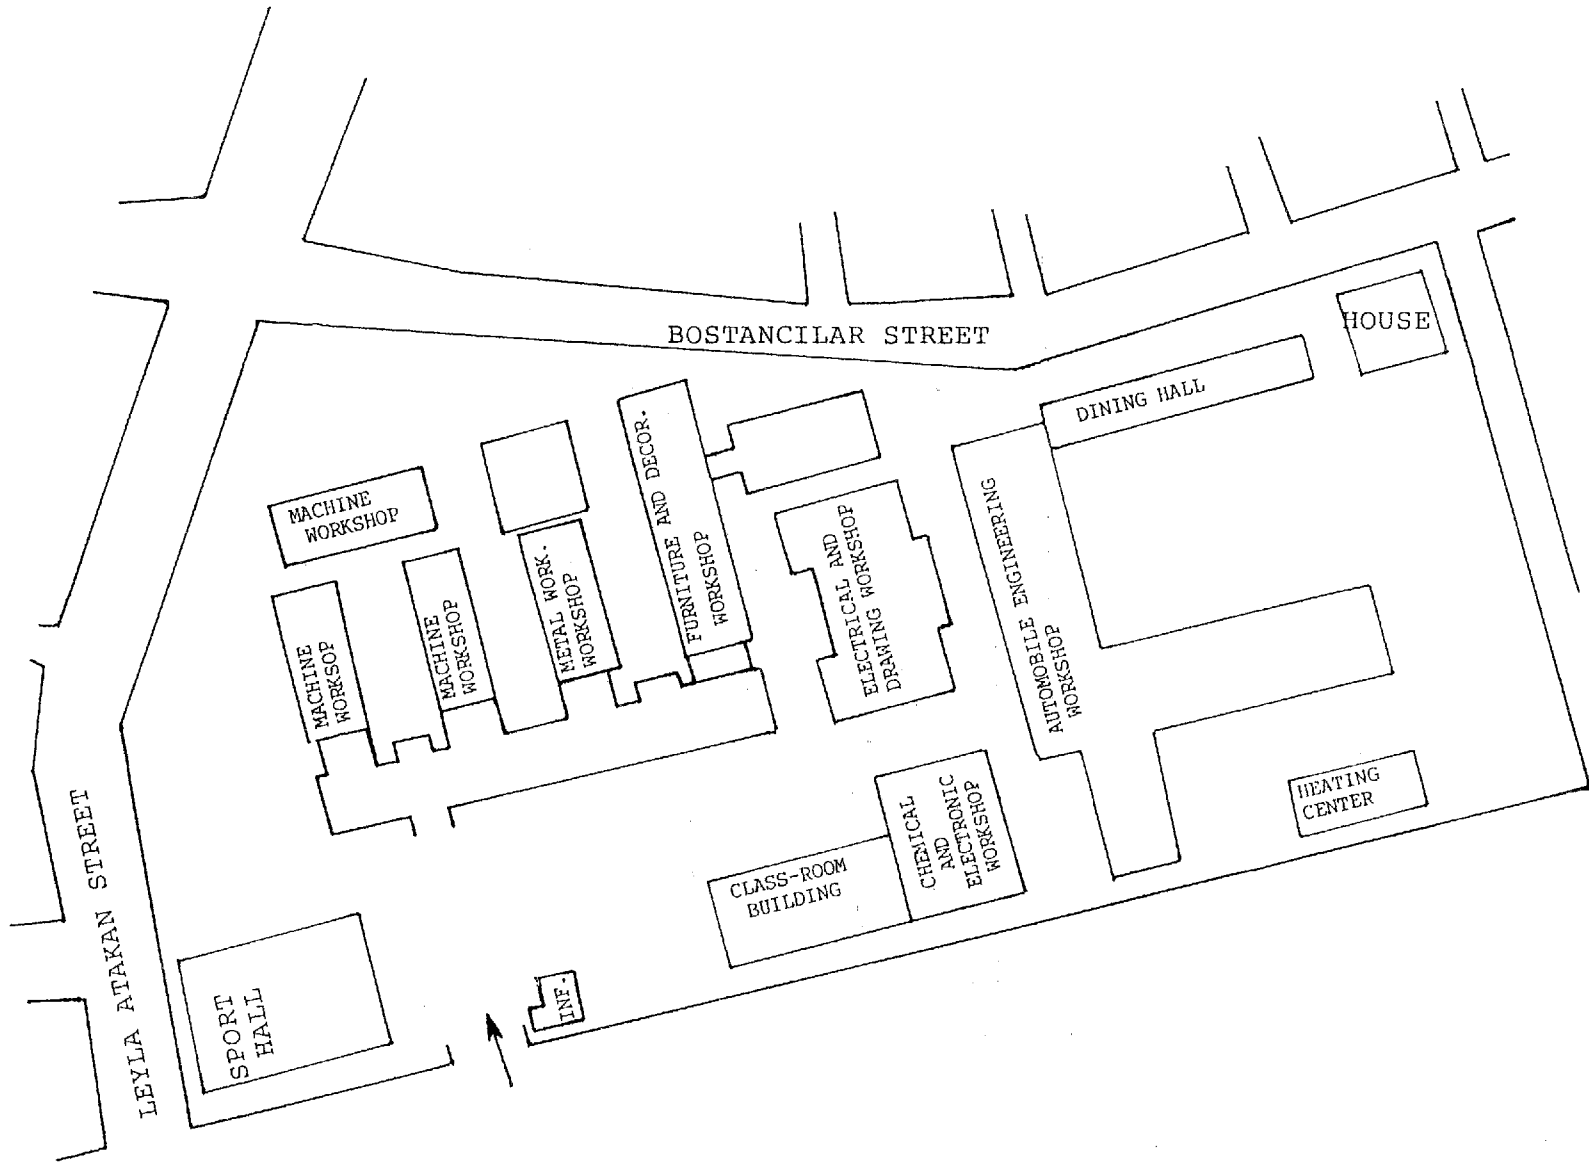 BOSTANCILAR STREET
HOUSE
DINING HALL
MACHINE
WORKSHOP
MACHINE
WORKSOP
MACHINE
WORKSHOP
METAL WORK.
WORKSHOP
FURNITURE AND DECOR.
WORKSHOP
ELECTRICAL AND
DRAWING WORKSHOP
AUTOMOBILE ENGINEERING
WORKSHOP
HEATING
CENTER
CHEMICAL
AND
ELECTRONIC
WORKSHOP
CLASS-ROOM
BUILDING
INF.
SPORT
HALL
LEYLA ATAKAN STREET